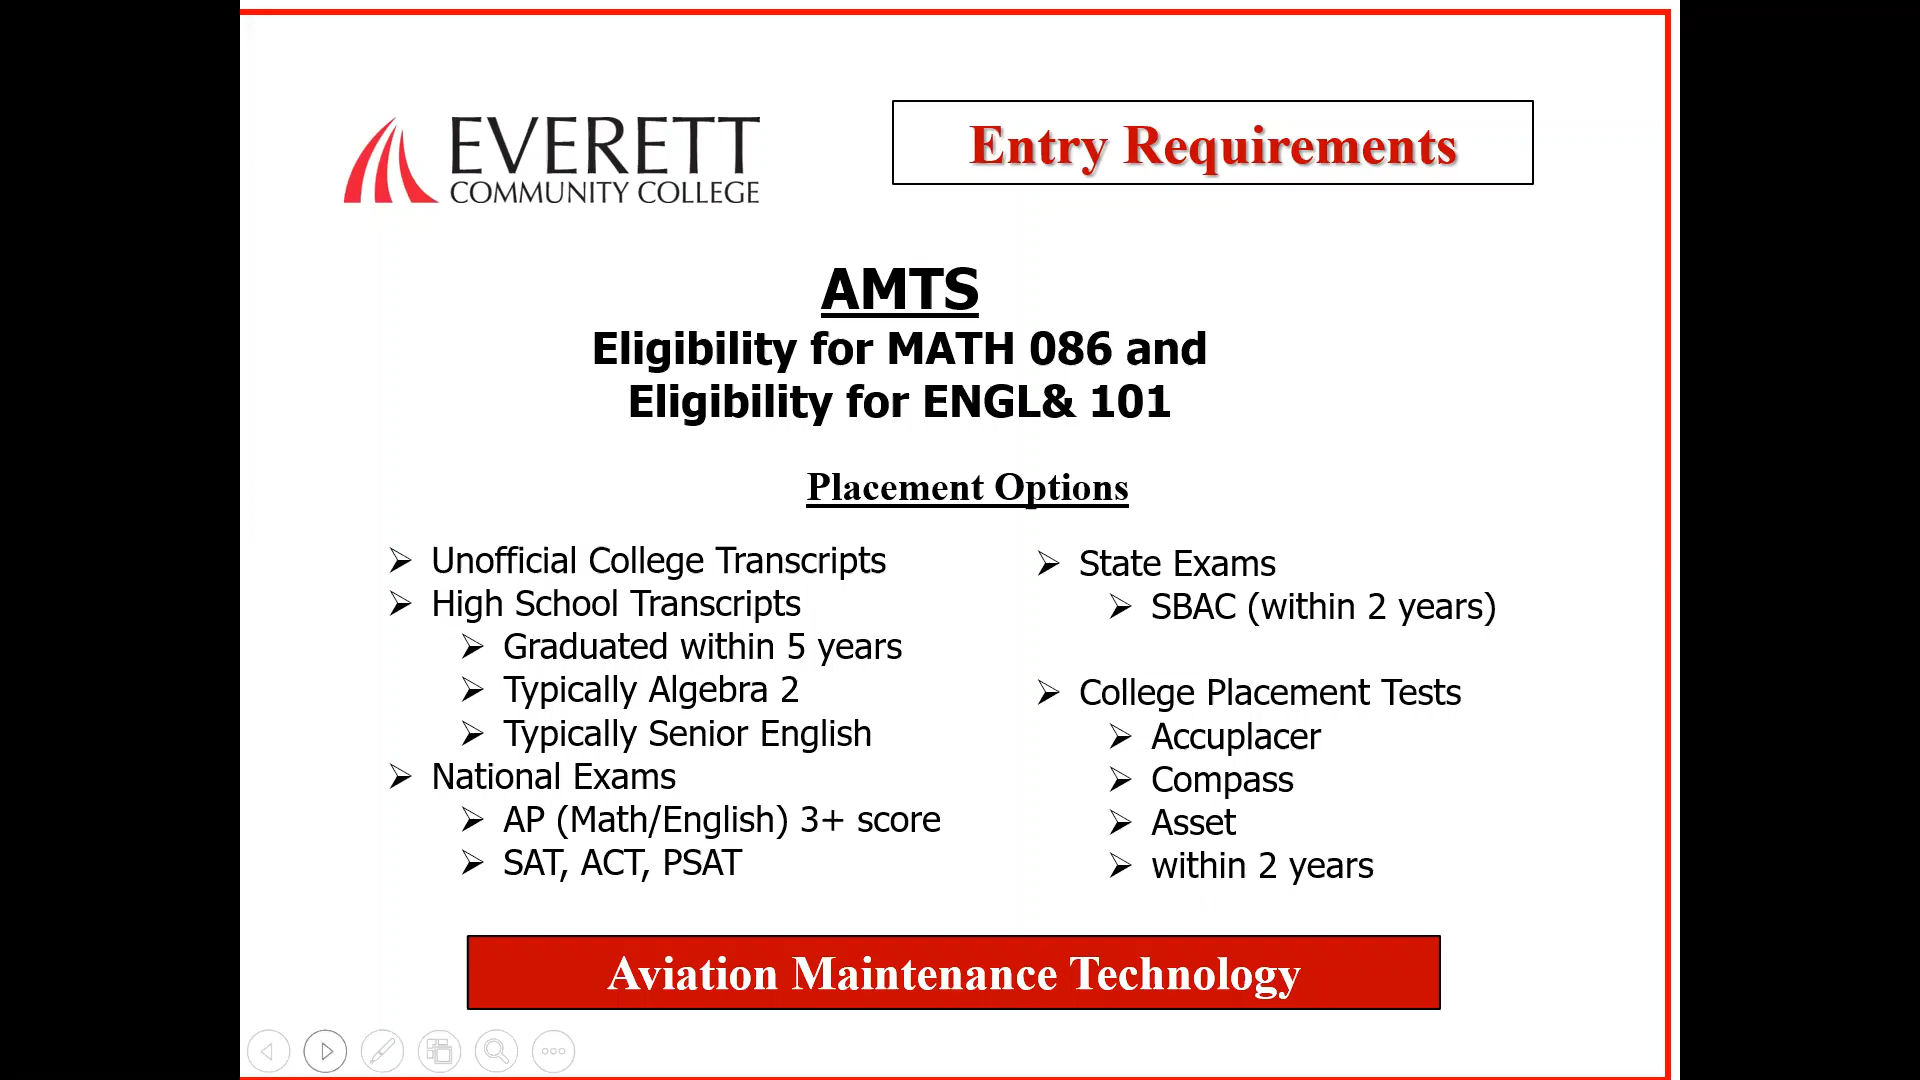 EVERETT
COMMUNITY COLLEGE
Entry Requirements
AMTS
Eligibility for MATH 086 and
Eligibility for ENGL& 101
Placement Options
Unofficial College Transcripts
High School Transcripts
Graduated within 5 years
Typically Algebra 2
Typically Senior English
National Exams
AP (Math/English) 3+ score
SAT, ACT, PSAT
State Exams
SBAC (within 2 years)
College Placement Tests
Accuplacer
Compass
Asset
within 2 years
Aviation Maintenance Technology